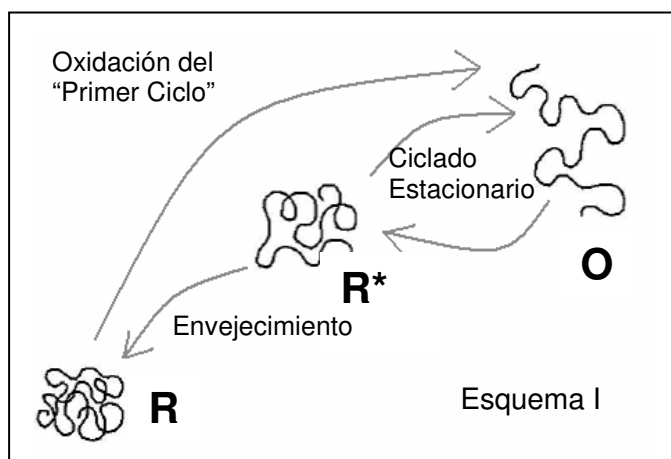 Oxidación del
“Primer Ciclo”
Ciclado
Estacionario
O
R*
Envejecimiento
R
Esquema I